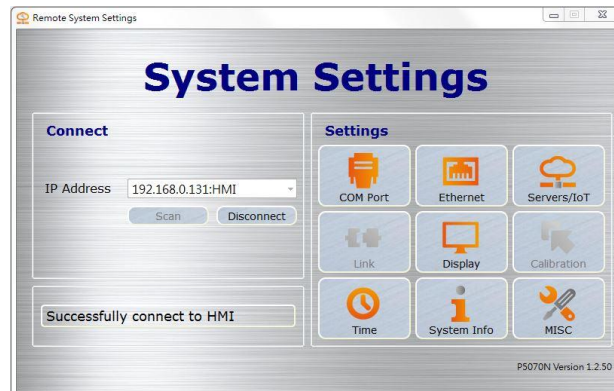 Remote System Settings
System Settings
Connect
IP Address
192.168.0.131:HMI
Scan
Disconnect
Successfully connect to HMI
Settings
COM Port
Ethernet
Servers/IoT
Link
Display
Calibration
Time
System Info
MISC
P5070N Version 1.2.50